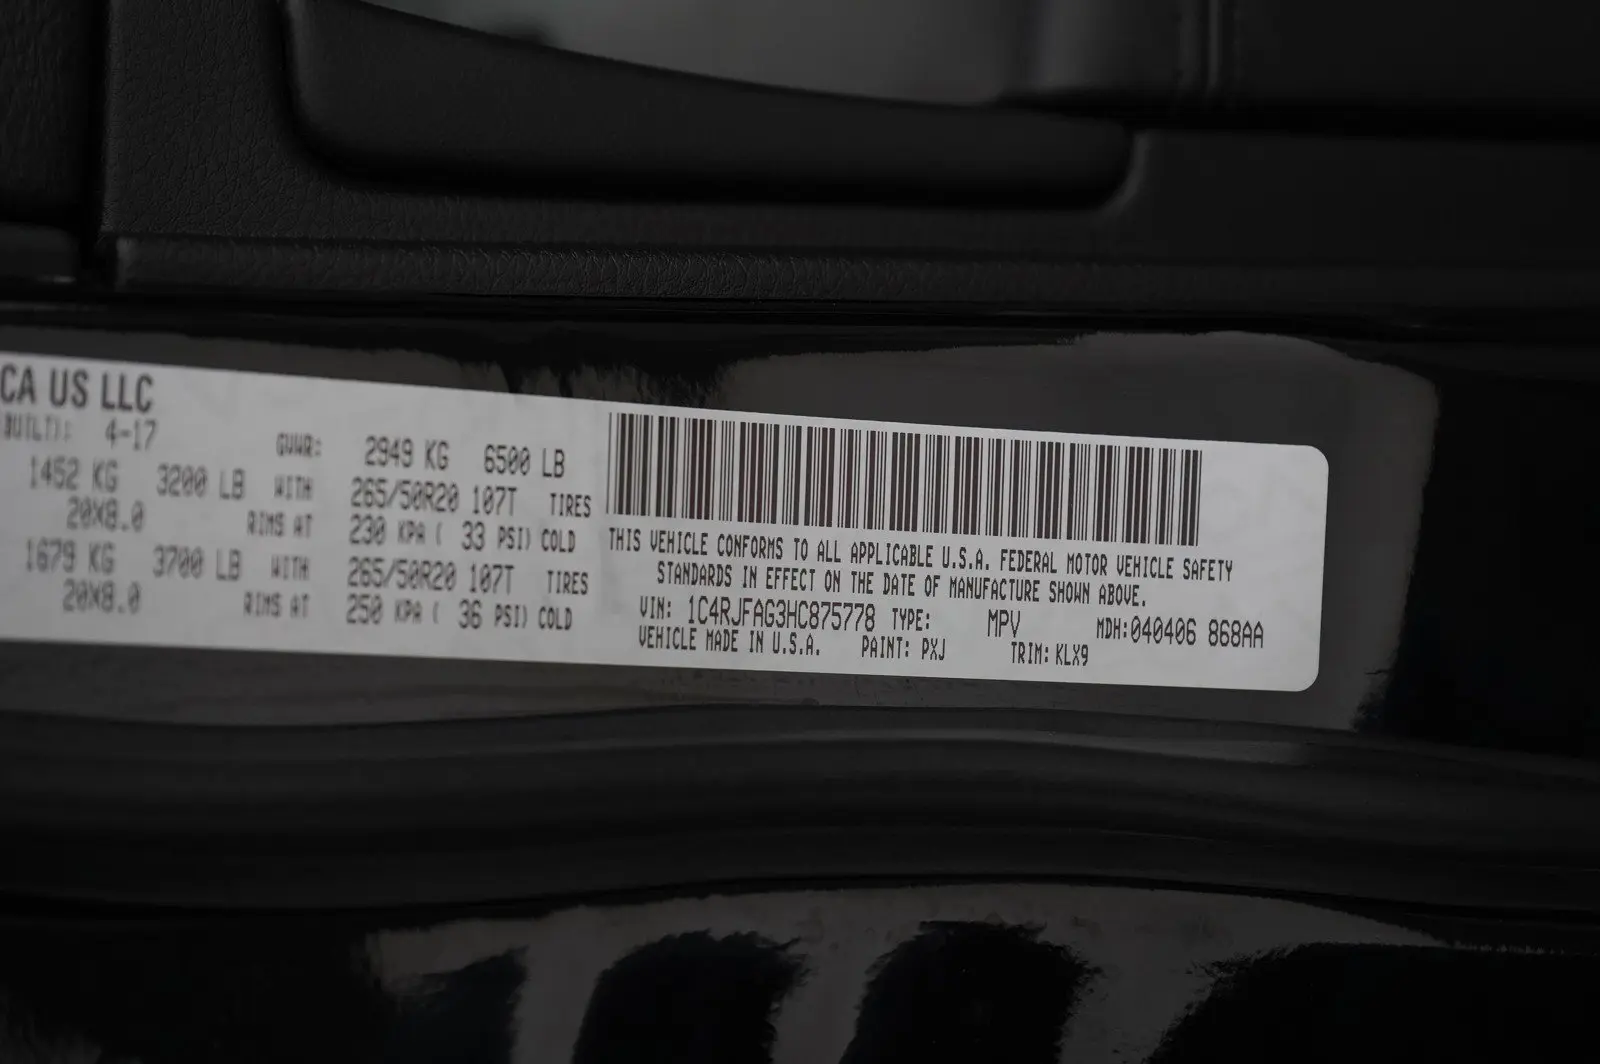 CA US LLC
BUILT): 4-17
GVWR: 2949 KG 6500 LB
1452 KG 3200 LB WITH 265/50R20 107T TIRES
20X8.0 RIMS AT 230 KPA ( 33 PSI) COLD
1679 KG 3700 LB WITH 265/50R20 107T TIRES
20X8.0 RIMS AT 250 KPA ( 36 PSI) COLD
THIS VEHICLE CONFORMS TO ALL APPLICABLE U.S.A. FEDERAL MOTOR VEHICLE SAFETY
STANDARDS IN EFFECT ON THE DATE OF MANUFACTURE SHOWN ABOVE.
VIN: 1C4RJFAG3HC875778 TYPE: MPV MDH:040406 868AA
VEHICLE MADE IN U.S.A. PAINT: PXJ TRIM: KLX9